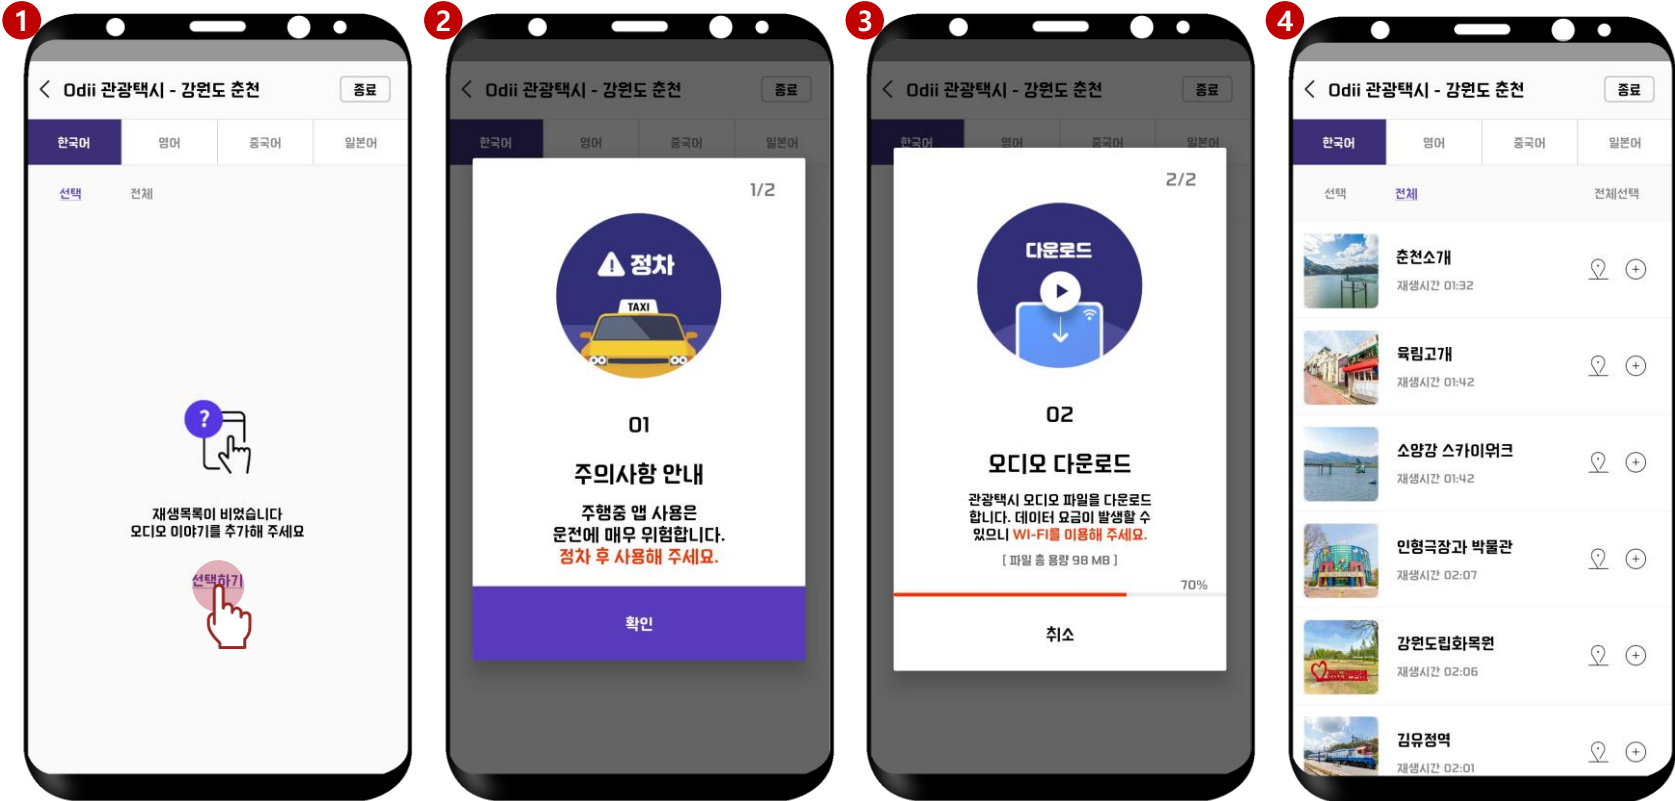 1
Odii 관광택시 - 강원도 춘천
종료
한국어
영어
중국어
일본어
선택
전체
?
재생목록이 비었습니다
오디오 이야기를 추가해 주세요
선택하기
2
Odii 관광택시 - 강원도 춘천
종료
한국어
영어
중국어
일본어
1/2
정차
TAXI
01
주의사항 안내
주행중 앱 사용은
운전에 매우 위험합니다.
정차 후 사용해 주세요.
확인
3
Odii 관광택시 - 강원도 춘천
종료
한국어
영어
중국어
일본어
2/2
다운로드
02
오디오 다운로드
관광택시 오디오 파일을 다운로드
합니다. 데이터 요금이 발생할 수
있으니 WI-FI를 이용해 주세요.
[ 파일 총 용량 98 MB ]
70%
취소
4
Odii 관광택시 - 강원도 춘천
종료
한국어
영어
중국어
일본어
선택
전체
전체선택
춘천소개
재생시간 01:32
육림고개
재생시간 01:42
소양강 스카이워크
재생시간 01:42
인형극장과 박물관
재생시간 02:07
강원도립화목원
재생시간 02:06
김유정역
재생시간 02:01